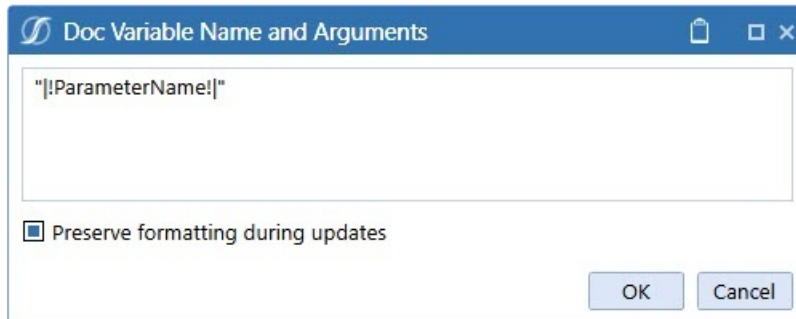 Doc Variable Name and Arguments
"|!ParameterName!|"
Preserve formatting during updates
OK Cancel